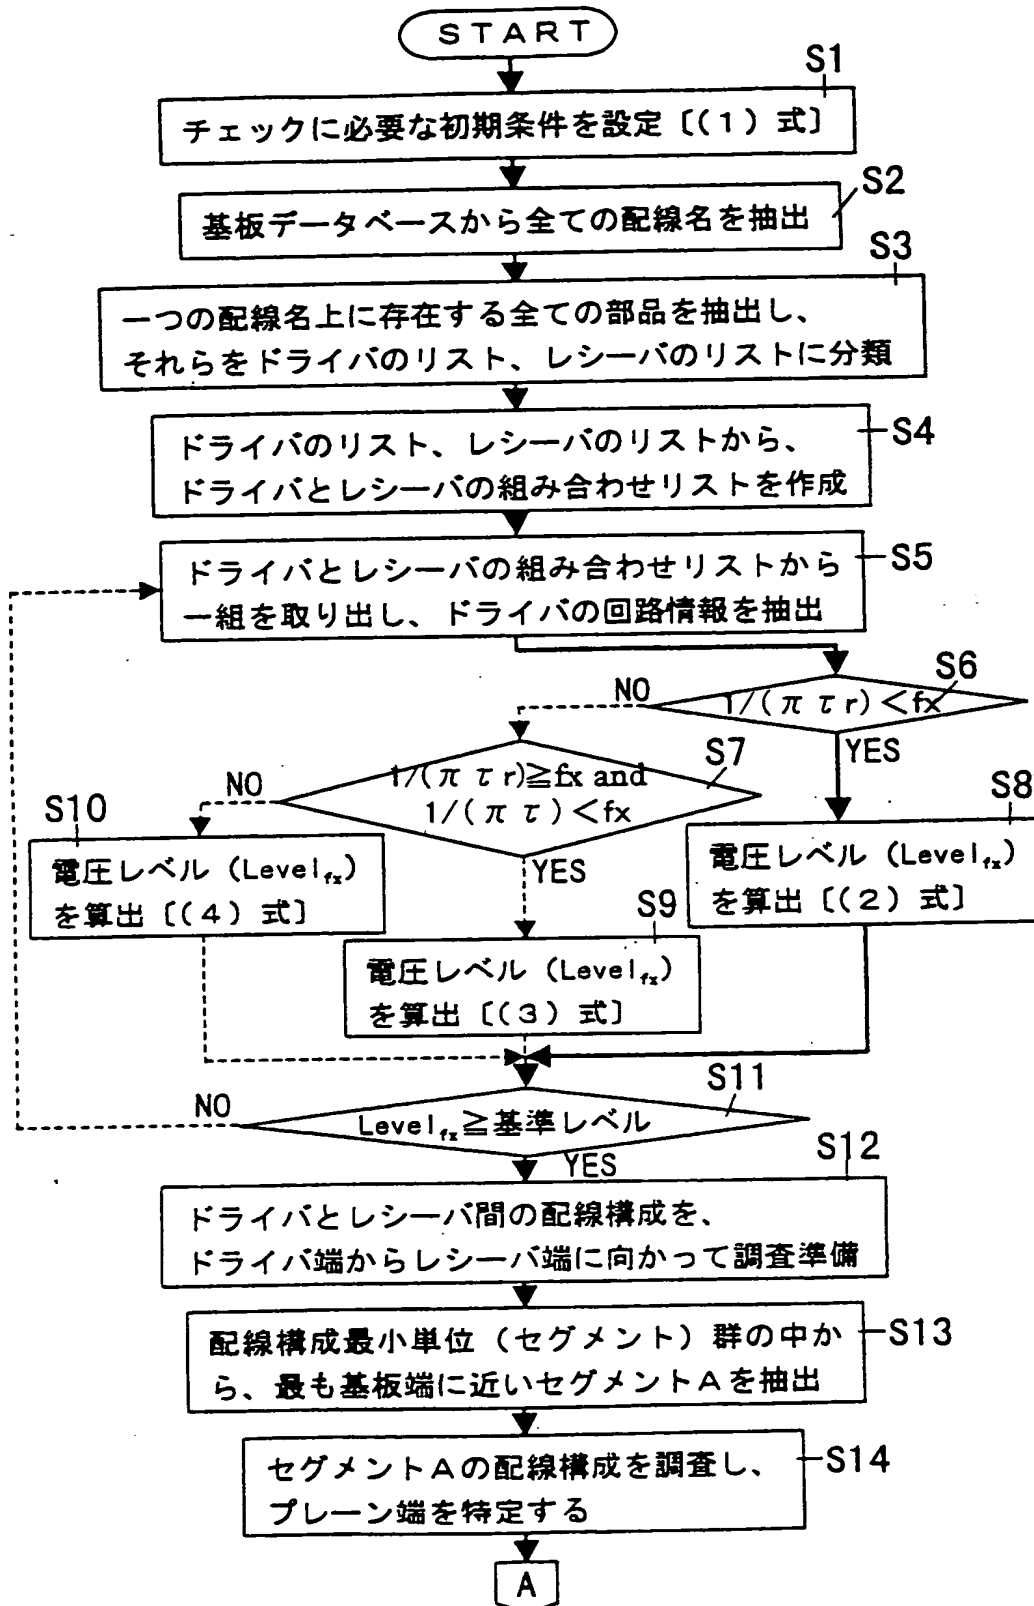 START
S1
チェックに必要な初期条件を設定〔(1)式〕
S2
基板データベースから全ての配線名を抽出
S3
一つの配線名上に存在する全ての部品を抽出し、
それらをドライバのリスト、レシーバのリストに分類
S4
ドライバのリスト、レシーバのリストから、
ドライバとレシーバの組み合わせリストを作成
S5
ドライバとレシーバの組み合わせリストから
一組を取り出し、ドライバの回路情報を抽出
S6
1/(π τ r) <fx
NO
YES
S7
1/(π τ r)≧fx and
1/(π τ) <fx
NO
YES
S10
電圧レベル (Level_fx)
を算出〔(4)式〕
S8
電圧レベル (Level_fx)
を算出〔(2)式〕
S9
電圧レベル (Level_fx)
を算出〔(3)式〕
S11
Level_fx≧基準レベル
NO
YES
S12
ドライバとレシーバ間の配線構成を、
ドライバ端からレシーバ端に向かって調査準備
S13
配線構成最小単位(セグメント)群の中か
ら、最も基板端に近いセグメントAを抽出
S14
セグメントAの配線構成を調査し、
プレーン端を特定する
A